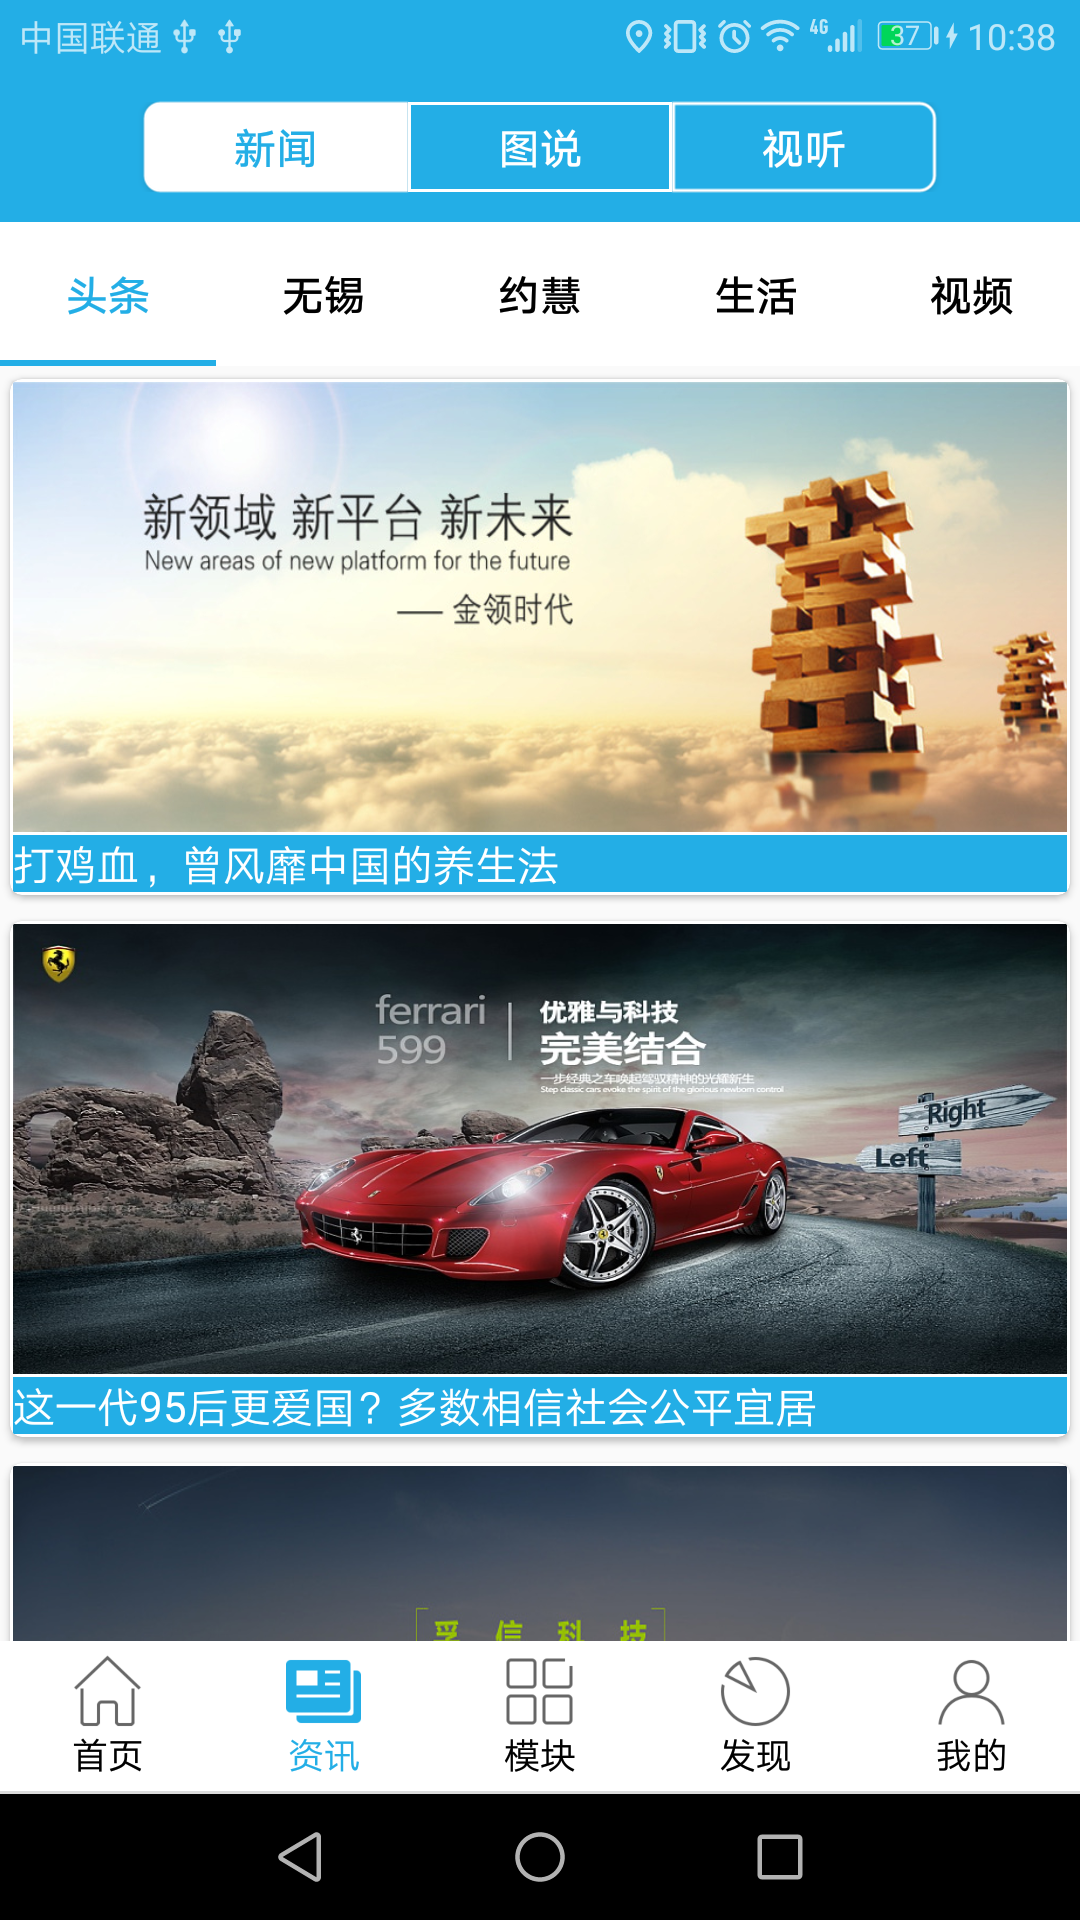 中国联通
4G 37 10:38
新闻 图说 视听
头条 无锡 约慧 生活 视频
新领域 新平台 新未来
New areas of new platform for the future
—— 金领时代
打鸡血，曾风靡中国的养生法
ferrari
599
优雅与科技
完美结合
一步经典之车唤起驾驭精神的光耀新生
Step classic cars evoke the spirit of the glorious newborn control
Right
Left
这一代95后更爱国？多数相信社会公平宜居
孚信科技
首页 资讯 模块 发现 我的